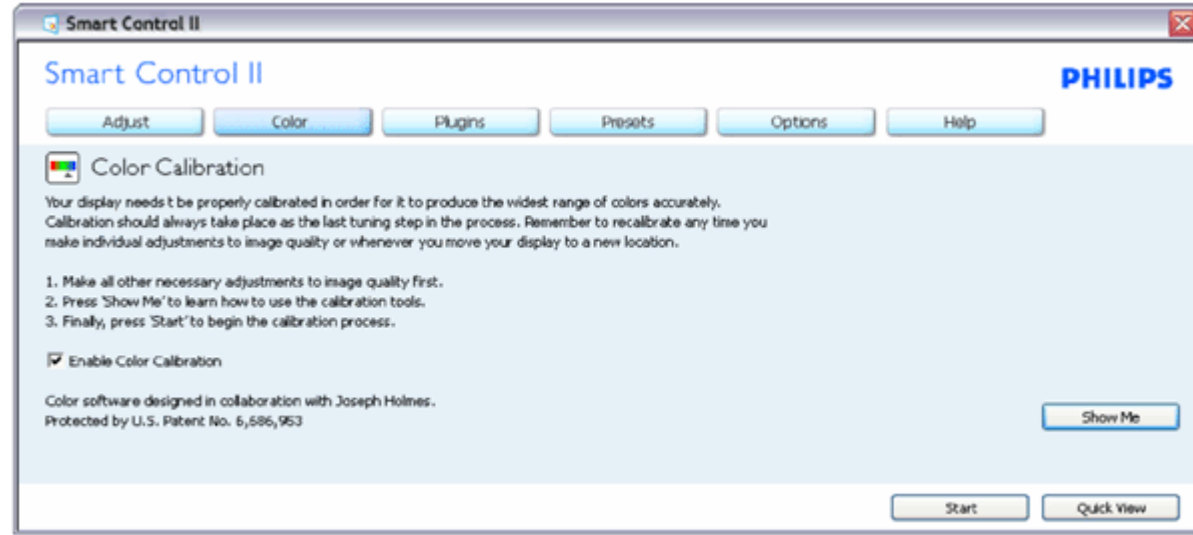 Smart Control II
Smart Control II
PHILIPS
Adjust Color Plugins Presets Options Help
Color Calibration
Your display needs t be properly calibrated in order for it to produce the widest range of colors accurately.
Calibration should always take place as the last tuning step in the process. Remember to recalibrate any time you
make individual adjustments to image quality or whenever you move your display to a new location.
1. Make all other necessary adjustments to image quality first.
2. Press 'Show Me' to learn how to use the calibration tools.
3. Finally, press 'Start' to begin the calibration process.
Enable Color Calibration
Color software designed in collaboration with Joseph Holmes.
Protected by U.S. Patent No. 6,686,953
Show Me
Start Quick View